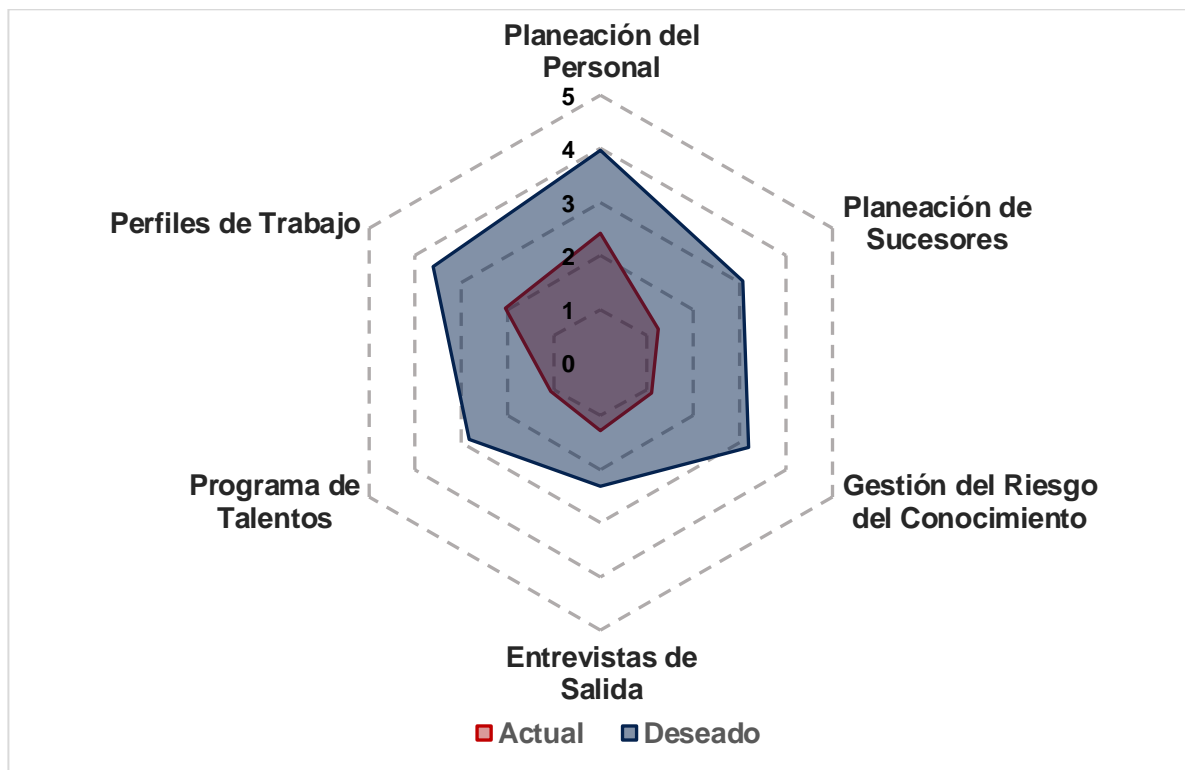 Planeación del
Personal
5
4
3
2
1
0
Perfiles de Trabajo
Planeación de
Sucesores
Programa de
Talentos
Gestión del Riesgo
del Conocimiento
Entrevistas de
Salida
Actual Deseado